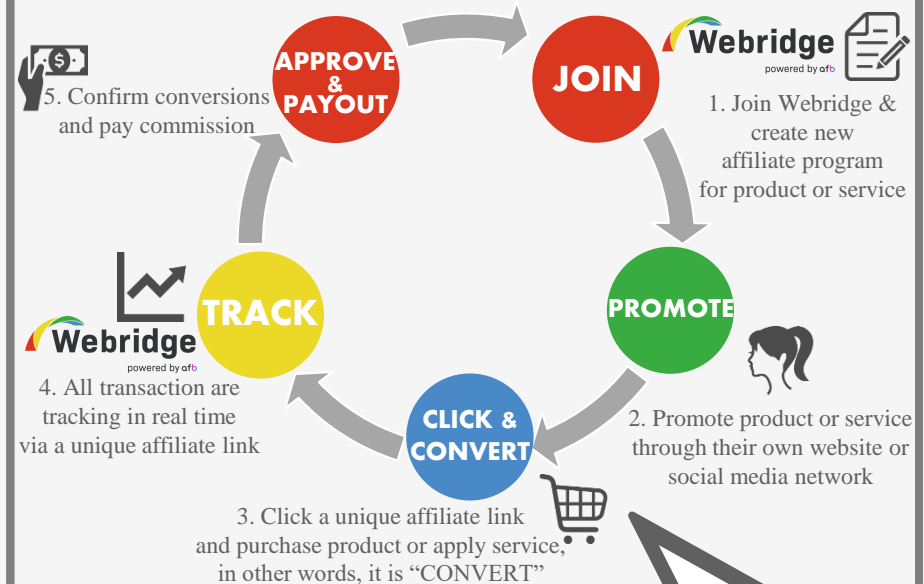 APPROVE
&
PAYOUT
JOIN
Webridge
powered by afb
1. Join Webridge &
create new
affiliate program
for product or service
5. Confirm conversions
and pay commission
TRACK
PROMOTE
Webridge
powered by afb
4. All transaction are
tracking in real time
via a unique affiliate link
CLICK &
CONVERT
2. Promote product or service
through their own website or
social media network
3. Click a unique affiliate link
and purchase product or apply service,
in other words, it is “CONVERT”